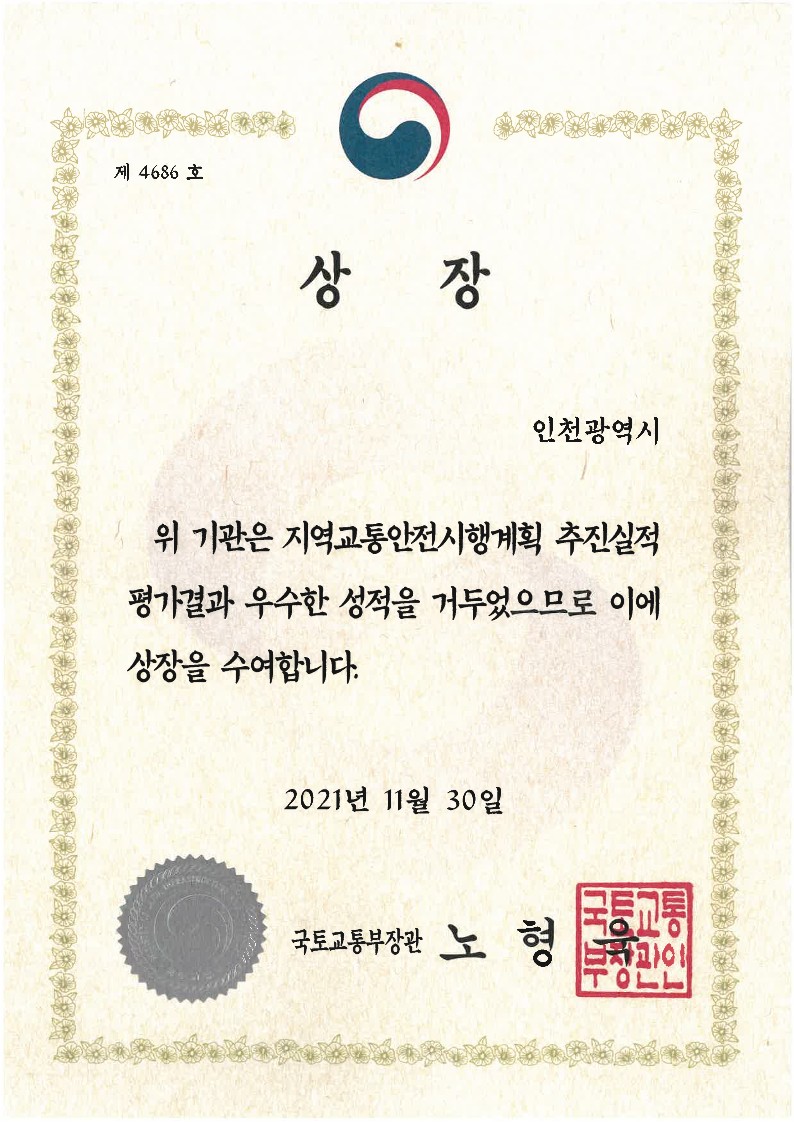 제 4686 호
상 장
인천광역시
위 기관은 지역교통안전시행계획 추진실적
평가결과 우수한 성적을 거두었으므로 이에
상장을 수여합니다.
2021년 11월 30일
국토교통부장관 노 형 욱
국토교통
부장관인